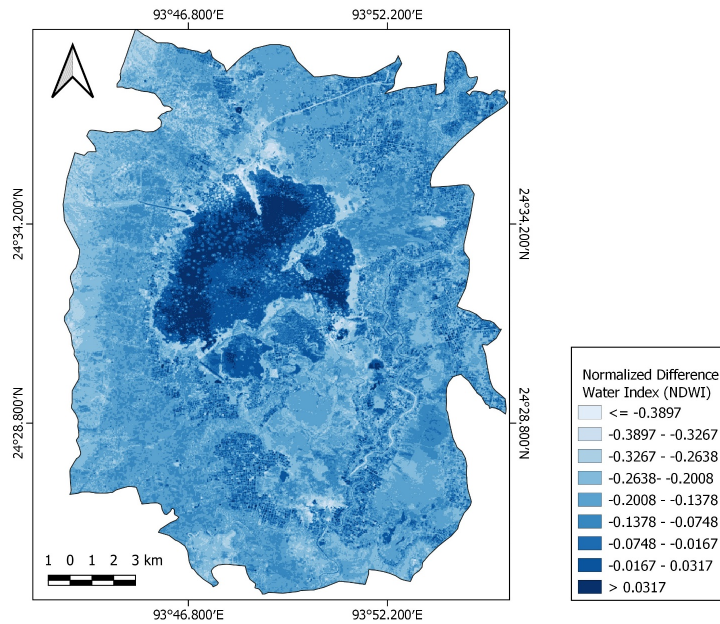 93°46.800'E 93°52.200'E
24°34.200'N 24°34.200'N
24°28.800'N 24°28.800'N
1 0 1 2 3 km
93°46.800'E 93°52.200'E
Normalized Difference
Water Index (NDWI)
<= -0.3897
-0.3897 - -0.3267
-0.3267 - -0.2638
-0.2638- -0.2008
-0.2008 - -0.1378
-0.1378 - -0.0748
-0.0748 - -0.0167
-0.0167 - 0.0317
> 0.0317